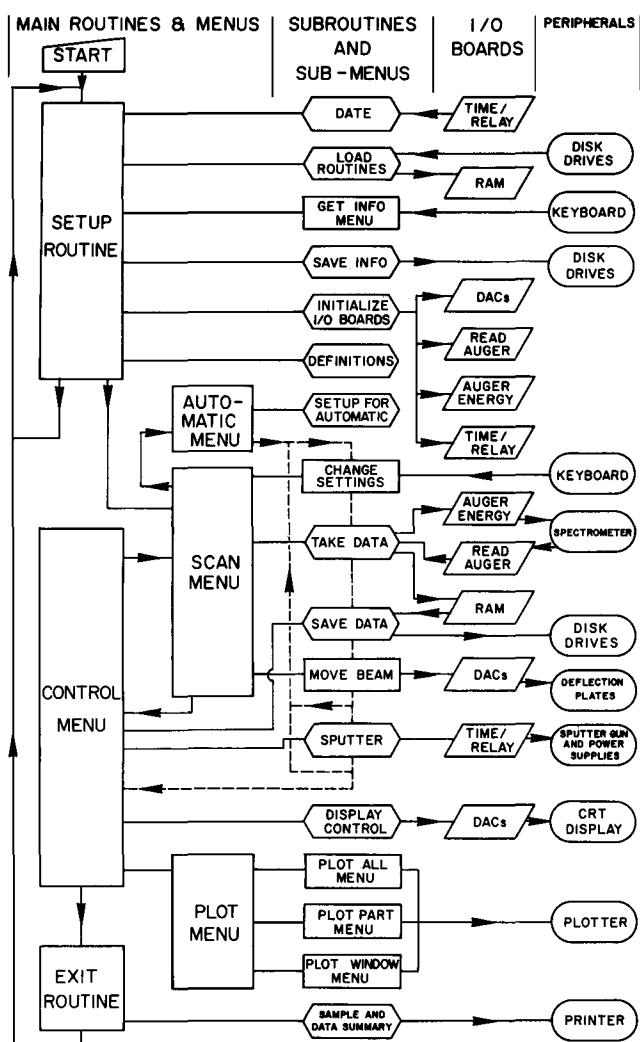 MAIN ROUTINES & MENUS
SUBROUTINES
AND
SUB-MENUS
I/O
BOARDS
PERIPHERALS
START
DATE
TIME/
RELAY
LOAD
ROUTINES
DISK
DRIVES
RAM
SETUP
ROUTINE
GET INFO
MENU
KEYBOARD
SAVE INFO
DISK
DRIVES
INITIALIZE
I/O BOARDS
DACs
READ
AUGER
DEFINITIONS
AUGER
ENERGY
TIME/
RELAY
AUTO-
MATIC
MENU
SETUP FOR
AUTOMATIC
CHANGE
SETTINGS
KEYBOARD
SCAN
MENU
TAKE DATA
AUGER
ENERGY
SPECTROMETER
READ
AUGER
RAM
SAVE DATA
DISK
DRIVES
MOVE BEAM
DACs
DEFLECTION
PLATES
CONTROL
MENU
SPUTTER
TIME/
RELAY
SPUTTER GUN
AND POWER
SUPPLIES
DISPLAY
CONTROL
DACs
CRT
DISPLAY
PLOT
MENU
PLOT ALL
MENU
PLOT PART
MENU
PLOT WINDOW
MENU
PLOTTER
EXIT
ROUTINE
SAMPLE AND
DATA SUMMARY
PRINTER